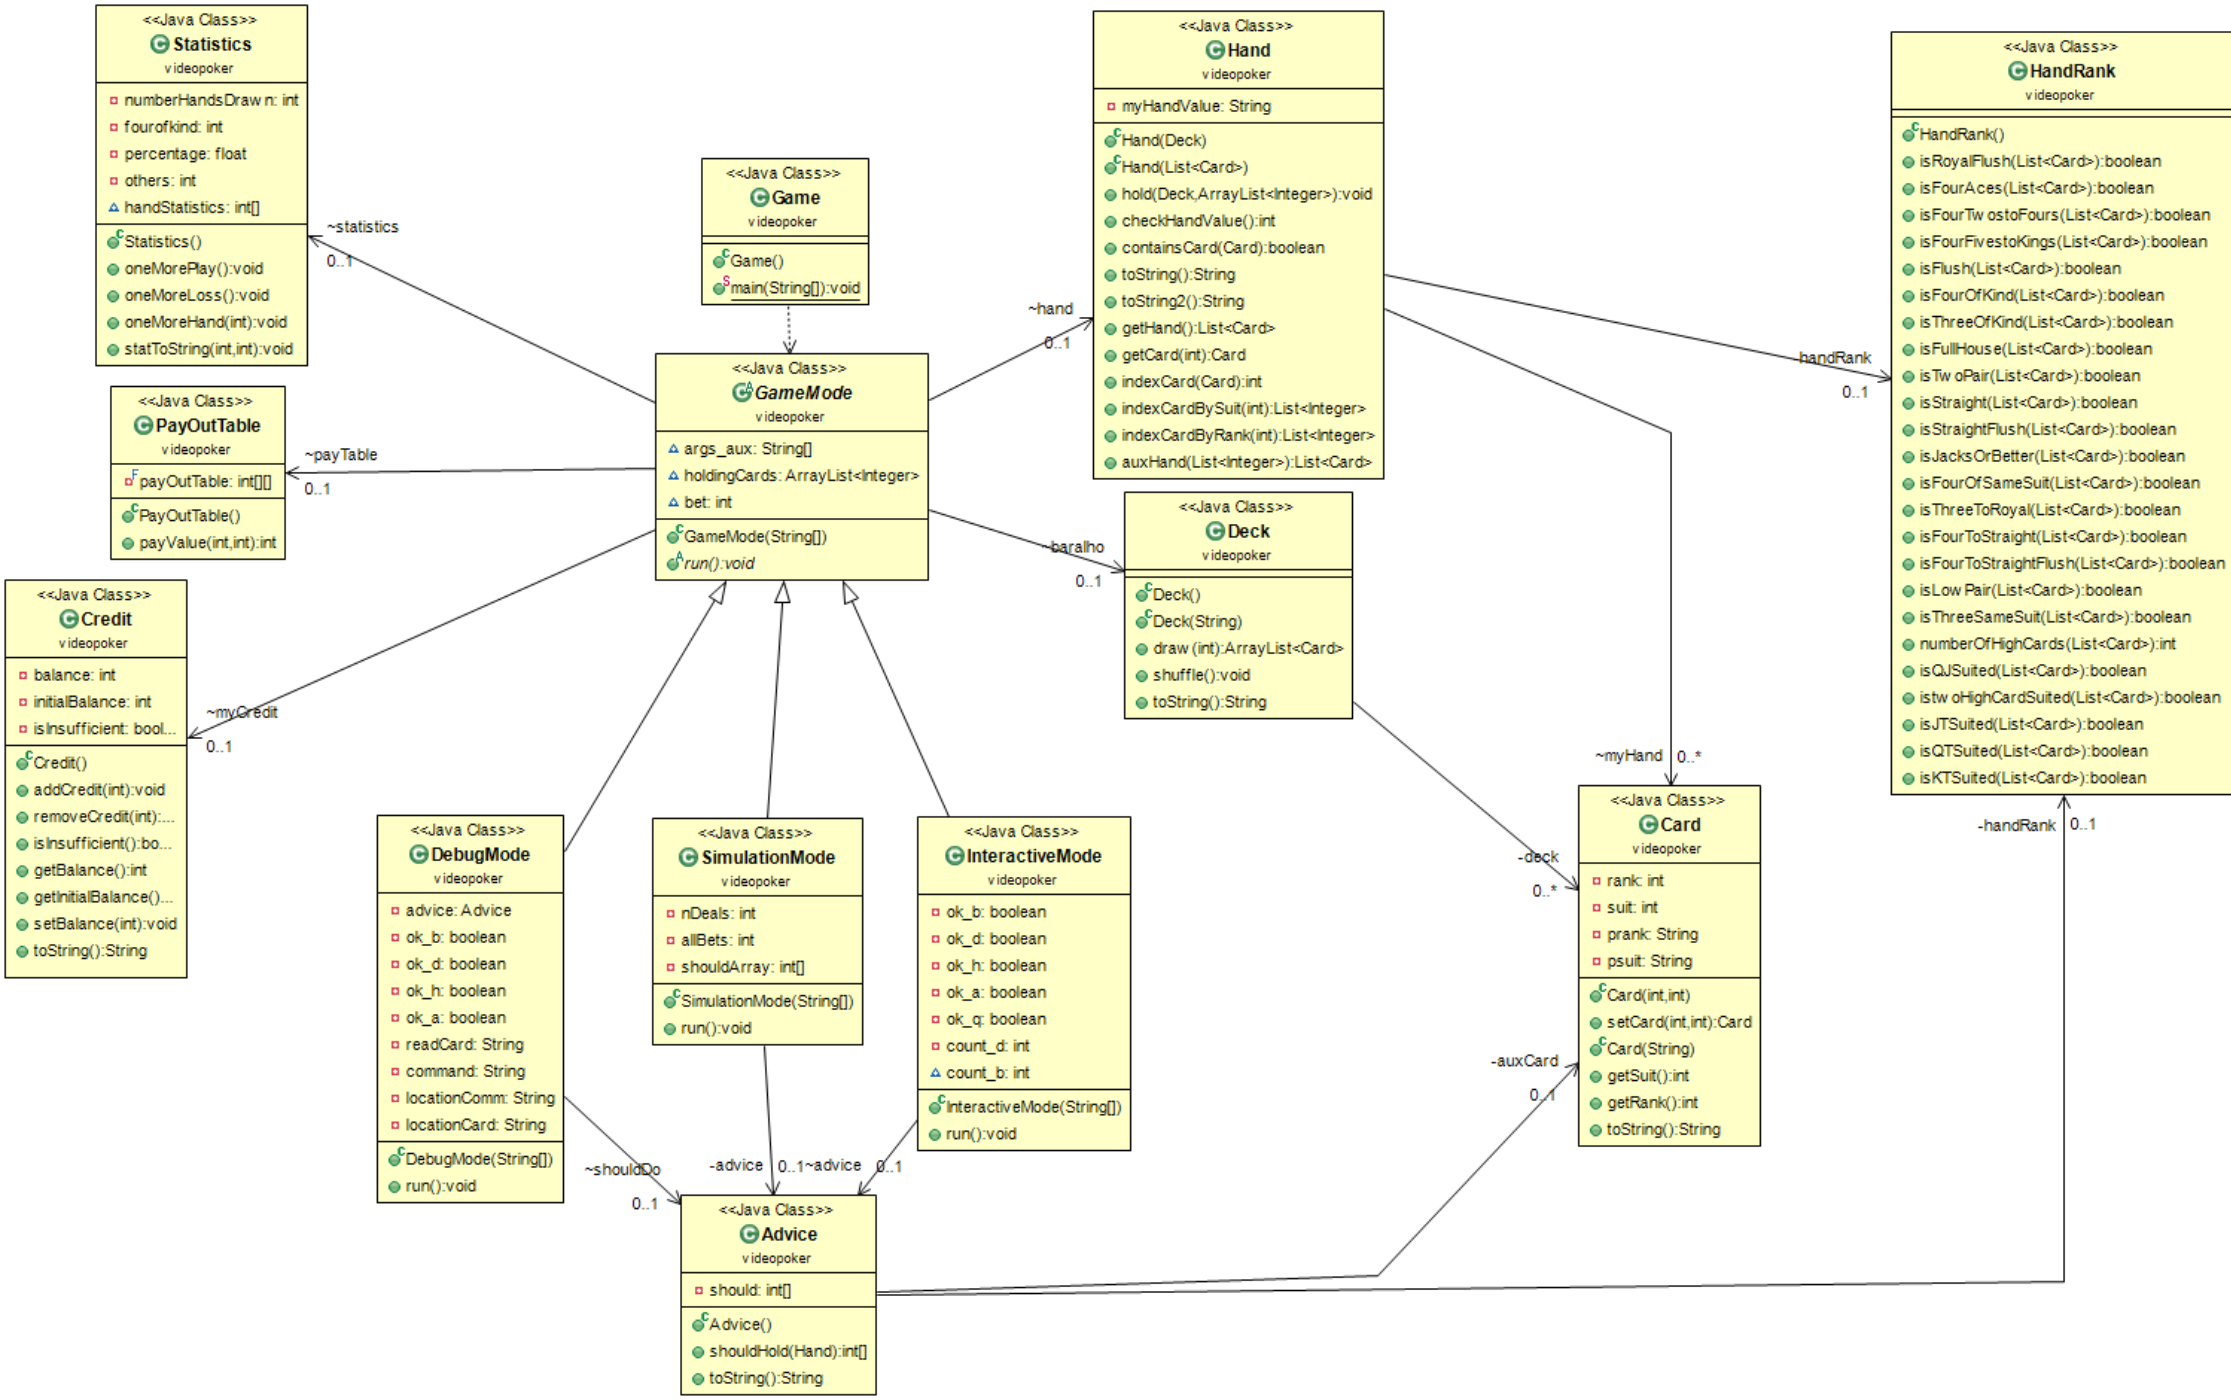 <<Java Class>>
Statistics
videopoker
numberHandsDrawn: int
fourofkind: int
percentage: float
others: int
handStatistics: int[]
Statistics()
oneMorePlay():void
oneMoreLoss():void
oneMoreHand(int):void
statToString(int,int):void
~statistics
0..1
<<Java Class>>
PayOutTable
videopoker
payOutTable: int[][]
PayOutTable()
payValue(int,int):int
~payTable
0..1
<<Java Class>>
Credit
videopoker
balance: int
initialBalance: int
isInsufficient: bool...
Credit()
addCredit(int):void
removeCredit(int):...
isInsufficient():bo...
getBalance():int
getInitialBalance()...
setBalance(int):void
toString():String
~myCredit
0..1
<<Java Class>>
Game
videopoker
Game()
main(String[]):void
<<Java Class>>
GameMode
videopoker
args_aux: String[]
holdingCards: ArrayList<Integer>
bet: int
GameMode(String[])
run():void
~hand
0..1
~baralho
0..1
<<Java Class>>
Hand
videopoker
myHandValue: String
Hand(Deck)
Hand(List<Card>)
hold(Deck,ArrayList<Integer>):void
checkHandValue():int
containsCard(Card):boolean
toString():String
toString2():String
getHand():List<Card>
getCard(int):Card
indexCard(Card):int
indexCardBySuit(int):List<Integer>
indexCardByRank(int):List<Integer>
auxHand(List<Integer>):List<Card>
<<Java Class>>
Deck
videopoker
Deck()
Deck(String)
draw(int):ArrayList<Card>
shuffle():void
toString():String
handRank
0..1
<<Java Class>>
HandRank
videopoker
HandRank()
isRoyalFlush(List<Card>):boolean
isFourAces(List<Card>):boolean
isFourTwostoFours(List<Card>):boolean
isFourFivestoKings(List<Card>):boolean
isFlush(List<Card>):boolean
isFourOfKind(List<Card>):boolean
isThreeOfKind(List<Card>):boolean
isFullHouse(List<Card>):boolean
isTwoPair(List<Card>):boolean
isStraight(List<Card>):boolean
isStraightFlush(List<Card>):boolean
isJacksOrBetter(List<Card>):boolean
isFourOfSameSuit(List<Card>):boolean
isThreeToRoyal(List<Card>):boolean
isFourToStraight(List<Card>):boolean
isFourToStraightFlush(List<Card>):boolean
isLowPair(List<Card>):boolean
isThreeSameSuit(List<Card>):boolean
numberOfHighCards(List<Card>):int
isQJSuited(List<Card>):boolean
istwoHighCardSuited(List<Card>):boolean
isJTSuited(List<Card>):boolean
isQTSuited(List<Card>):boolean
isKTSuited(List<Card>):boolean
~myHand
0..*
-deck
0..*
-handRank
0..1
<<Java Class>>
Card
videopoker
rank: int
suit: int
prank: String
psuit: String
Card(int,int)
setCard(int,int):Card
Card(String)
getSuit():int
getRank():int
toString():String
-auxCard
0..1
<<Java Class>>
DebugMode
videopoker
advice: Advice
ok_b: boolean
ok_d: boolean
ok_h: boolean
ok_a: boolean
readCard: String
command: String
locationComm: String
locationCard: String
DebugMode(String[])
run():void
<<Java Class>>
SimulationMode
videopoker
nDeals: int
allBets: int
shouldArray: int[]
SimulationMode(String[])
run():void
<<Java Class>>
InteractiveMode
videopoker
ok_b: boolean
ok_d: boolean
ok_h: boolean
ok_a: boolean
ok_q: boolean
count_d: int
count_b: int
InteractiveMode(String[])
run():void
~shouldDo
0..1
-advice
0..1
~advice
0..1
<<Java Class>>
Advice
videopoker
should: int[]
Advice()
shouldHold(Hand):int[]
toString():String